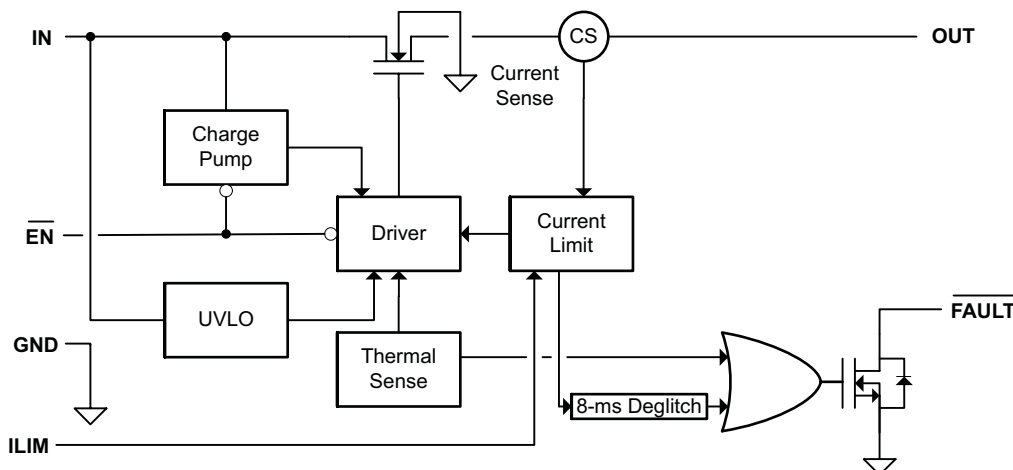 IN
CS
OUT
Current
Sense
Charge
Pump
EN
Driver
Current
Limit
UVLO
FAULT
GND
Thermal
Sense
8-ms Deglitch
ILIM